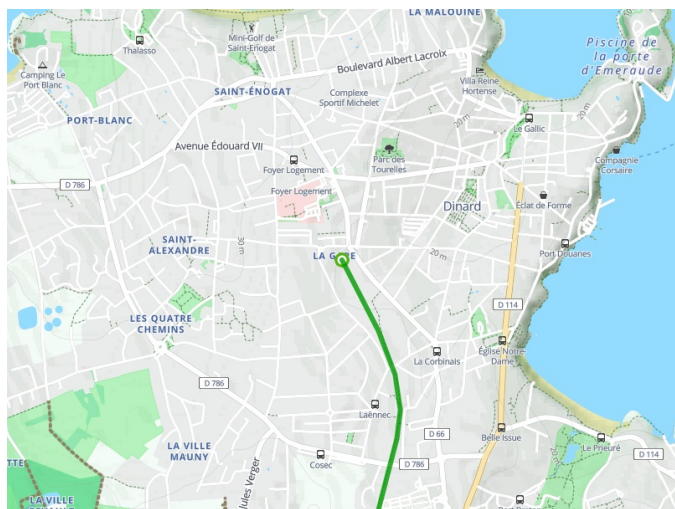 LA MALOUINE
Mini-Golf de
Saint-Enogat
Thalasso
Piscine de
la porte
d'Emeraude
Boulevard Albert Lacroix
Camping Le
Port Blanc
Villa Reine
Hortense
SAINT-ÉNOGAT
Complexe
Sportif Michelet
20 m
20 m
PORT-BLANC
Le Gallic
Avenue Édouard VII
Foyer Logement
Parc des
Tourelles
Compagnie
Corsaire
D 786
Foyer Logement
Éclat de Forme
Dinard
SAINT-
ALEXANDRE
30 m
LA GARE
20 m
Port Douanes
D 114
LES QUATRE
CHEMINS
La Corbinais
Église Notre-
Dame
D 786
Laënnec
Belle Issue
D 66
LA VILLE
MAUNY
Le Prieuré
Cosec
D 786
20 m
D 114
Jules Verger
LA VILLE